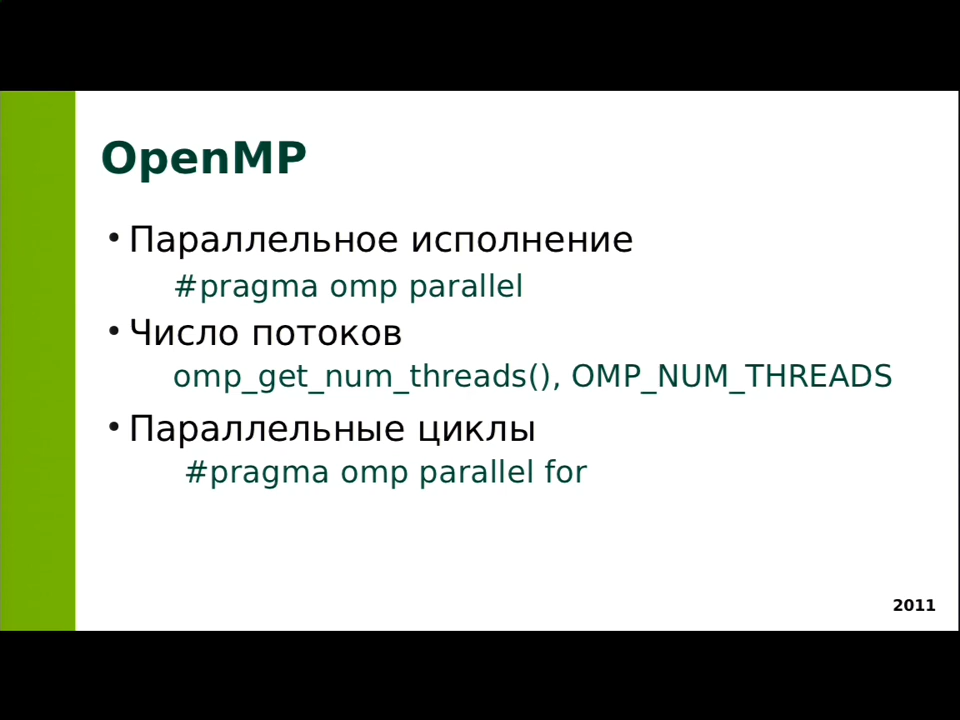 OpenMP
• Параллельное исполнение
#pragma omp parallel
• Число потоков
omp_get_num_threads(), OMP_NUM_THREADS
• Параллельные циклы
#pragma omp parallel for
2011